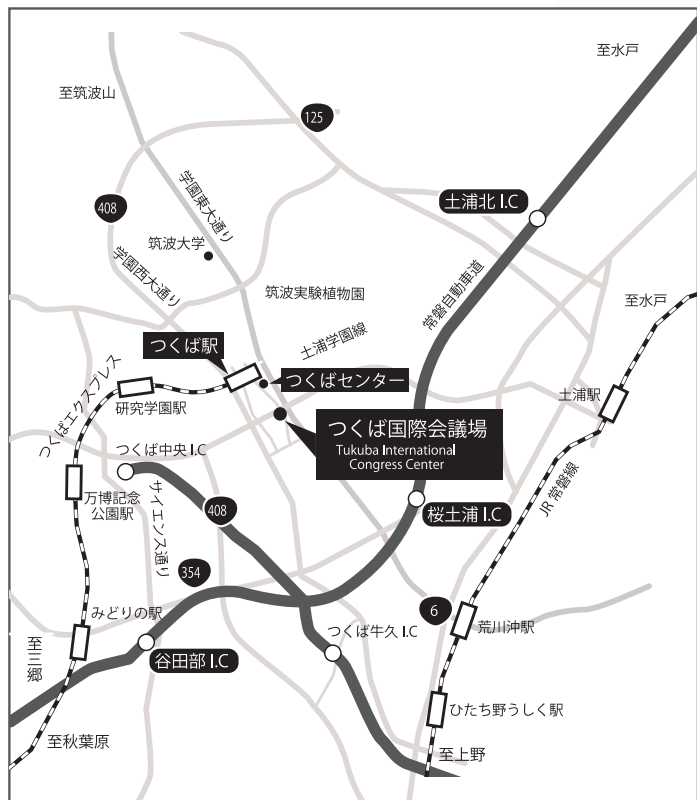 至水戸
至筑波山
125
学園東大通り
408
土浦北 I.C
筑波大学
学園西大通り
筑波実験植物園
常磐自動車道
至水戸
土浦学園線
つくば駅
つくばエクスプレス
つくばセンター
研究学園駅
土浦駅
つくば国際会議場
Tukuba International
Congress Center
つくば中央 I.C
サイエンス通り
万博記念
公園駅
408
桜土浦 I.C
JR 常磐線
354
みどりの駅
6
荒川沖駅
つくば牛久 I.C
至三郷
谷田部 I.C
ひたち野うしく駅
至秋葉原
至上野